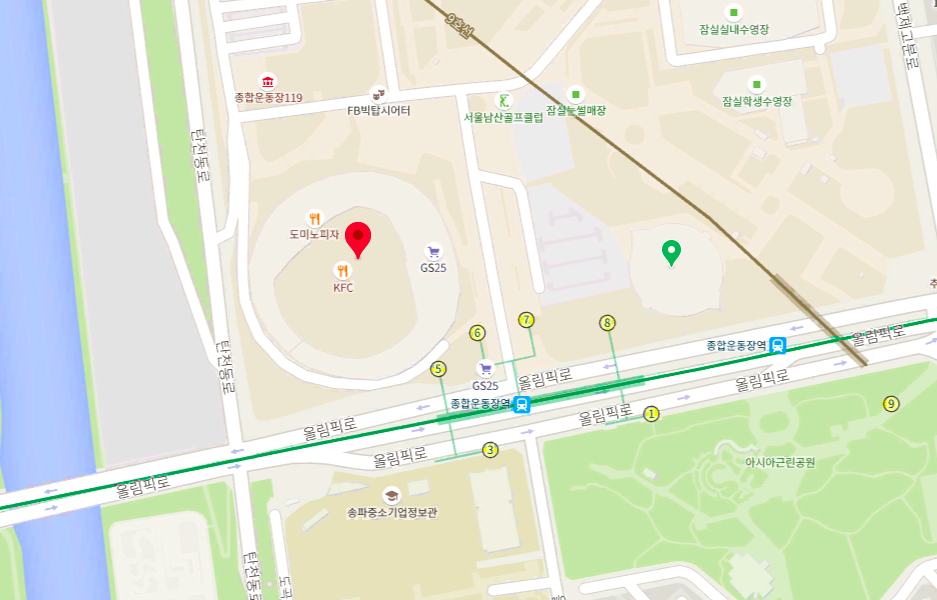 9호선
백제고분로
잠실실내수영장
종합운동장119
FB빅탑시어터
서울남산골프클럽
잠실눈썰매장
잠실학생수영장
탄천동로
도미노피자
KFC
GS25
7
8
6
종합운동장역
올림픽로
5
GS25
올림픽로
탄천동로
종합운동장역
올림픽로
올림픽로
1
9
올림픽로
3
올림픽로
아시아근린공원
올림픽로
송파중소기업정보관
탄천동로